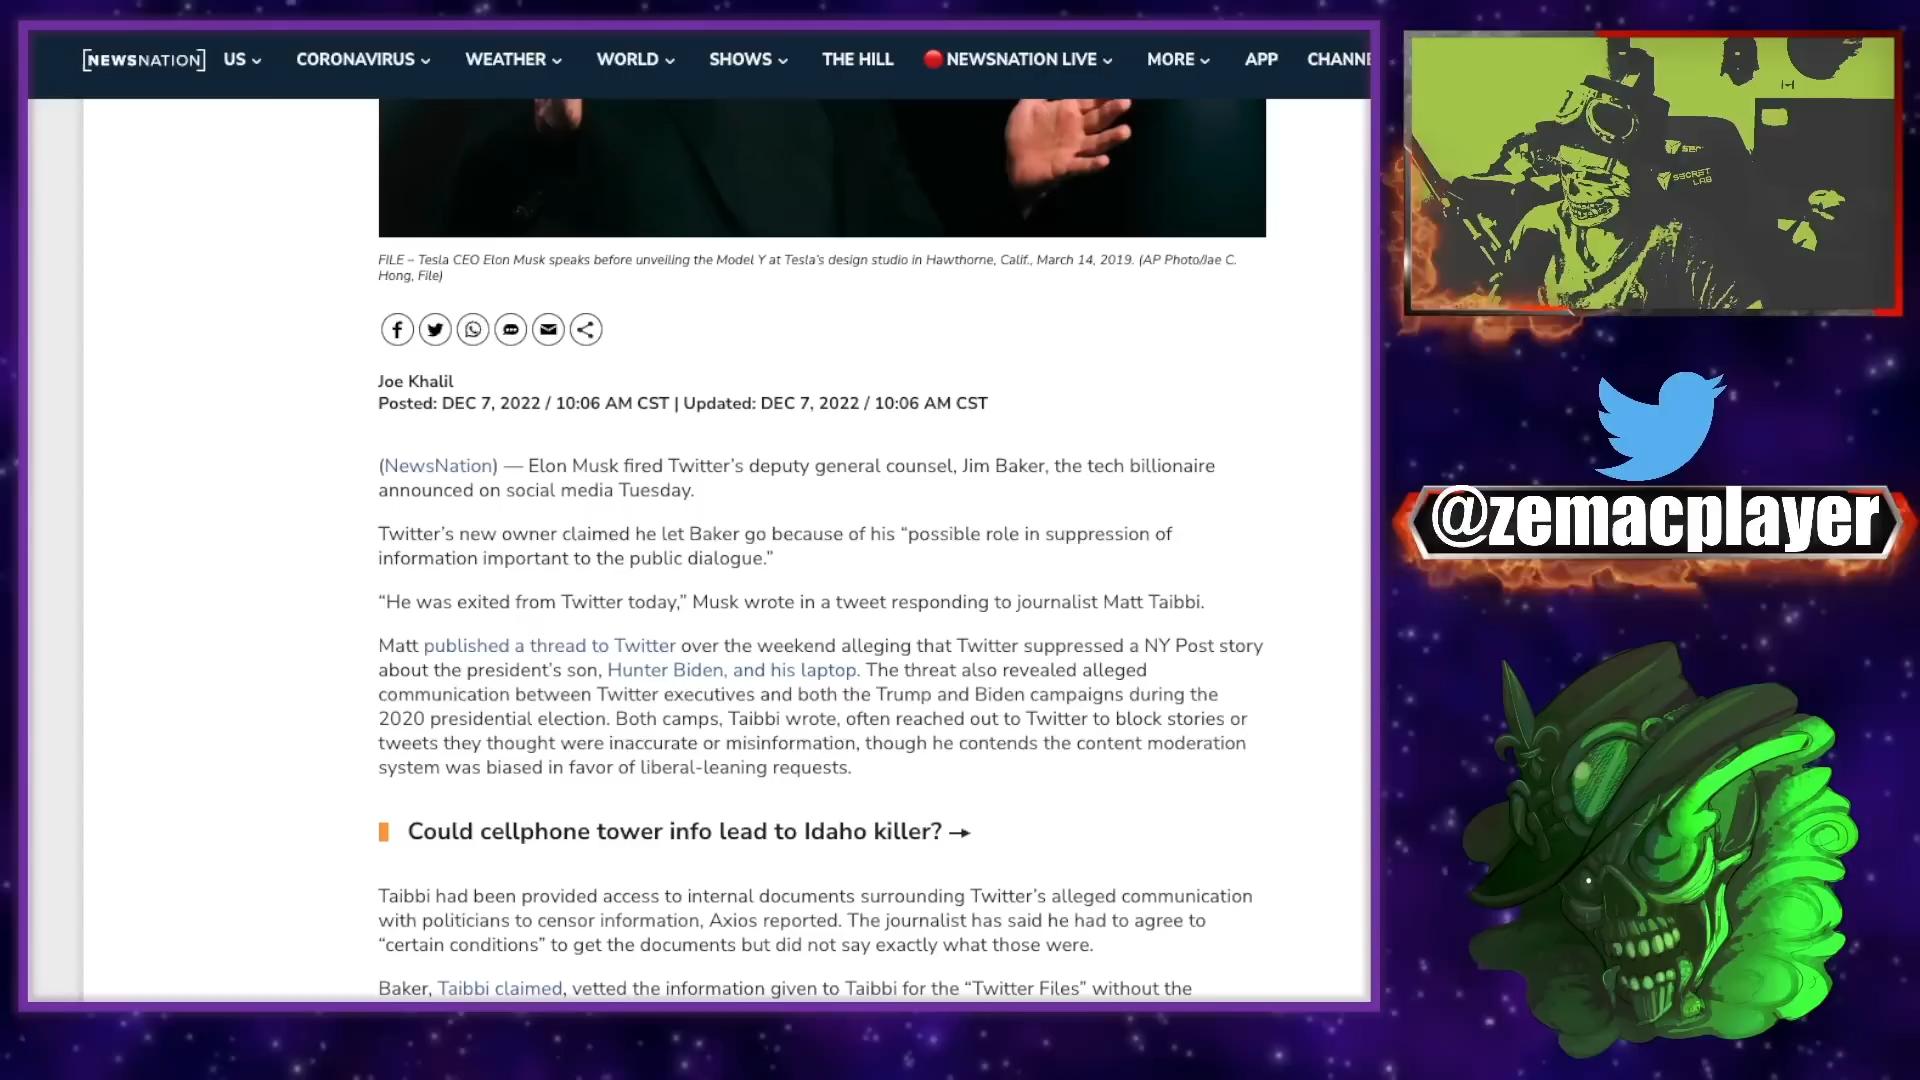 [NEWSNATION] US CORONAVIRUS WEATHER WORLD SHOWS THE HILL NEWSNATION LIVE MORE APP CHANNE
FILE – Tesla CEO Elon Musk speaks before unveiling the Model Y at Tesla's design studio in Hawthorne, Calif., March 14, 2019. (AP Photo/Jae C.
Hong, File)
Joe Khalil
Posted: DEC 7, 2022 / 10:06 AM CST | Updated: DEC 7, 2022 / 10:06 AM CST
(NewsNation) — Elon Musk fired Twitter's deputy general counsel, Jim Baker, the tech billionaire
announced on social media Tuesday.
Twitter's new owner claimed he let Baker go because of his “possible role in suppression of
information important to the public dialogue.”
“He was exited from Twitter today,” Musk wrote in a tweet responding to journalist Matt Taibbi.
Matt published a thread to Twitter over the weekend alleging that Twitter suppressed a NY Post story
about the president's son, Hunter Biden, and his laptop. The threat also revealed alleged
communication between Twitter executives and both the Trump and Biden campaigns during the
2020 presidential election. Both camps, Taibbi wrote, often reached out to Twitter to block stories or
tweets they thought were inaccurate or misinformation, though he contends the content moderation
system was biased in favor of liberal-leaning requests.
Could cellphone tower info lead to Idaho killer? →
Taibbi had been provided access to internal documents surrounding Twitter's alleged communication
with politicians to censor information, Axios reported. The journalist has said he had to agree to
“certain conditions” to get the documents but did not say exactly what those were.
Baker, Taibbi claimed, vetted the information given to Taibbi for the “Twitter Files” without the
SEC
SECRET
LAB
@zemacplayer